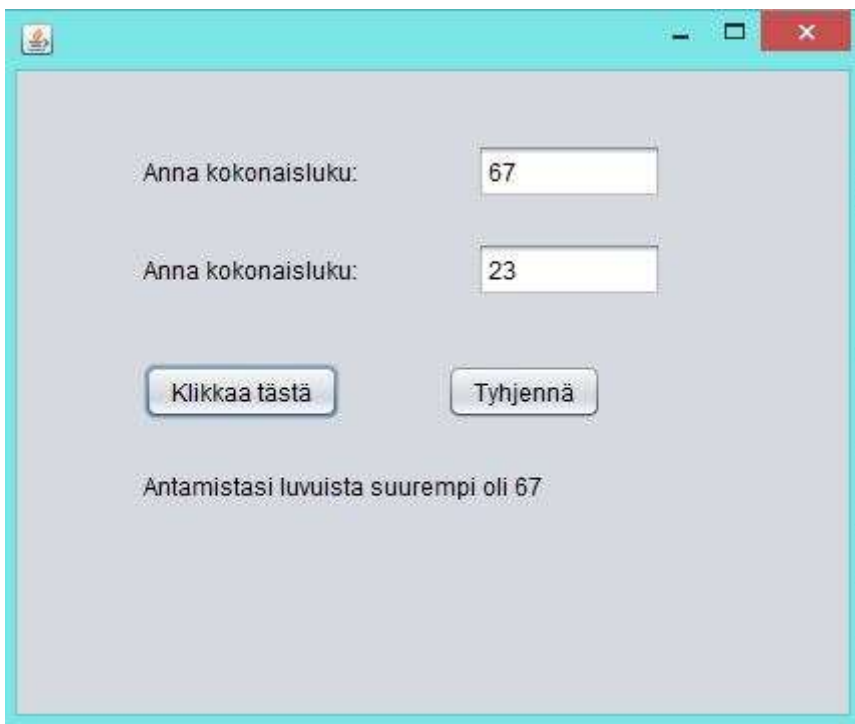 Anna kokonaisluku: 67
Anna kokonaisluku: 23
Klikkaa tästä Tyhjennä
Antamistasi luvuista suurempi oli 67